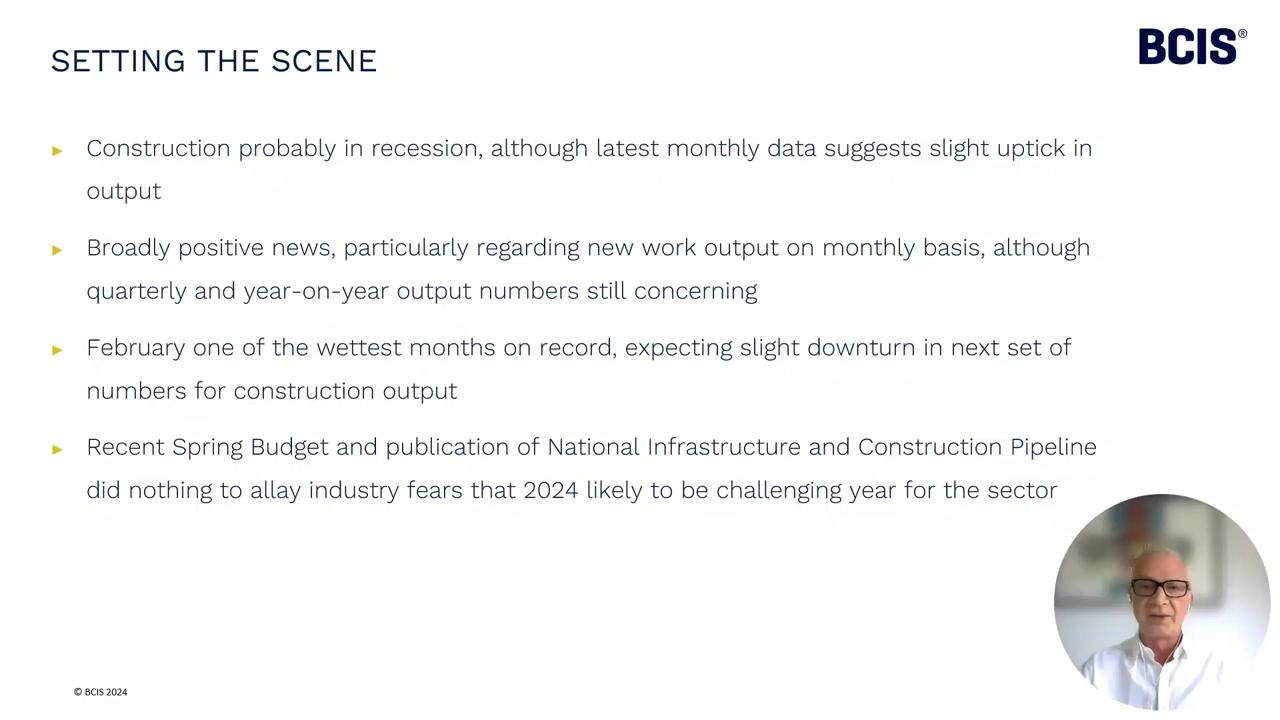 SETTING THE SCENE
BCIS®
► Construction probably in recession, although latest monthly data suggests slight uptick in
output
► Broadly positive news, particularly regarding new work output on monthly basis, although
quarterly and year-on-year output numbers still concerning
► February one of the wettest months on record, expecting slight downturn in next set of
numbers for construction output
► Recent Spring Budget and publication of National Infrastructure and Construction Pipeline
did nothing to allay industry fears that 2024 likely to be challenging year for the sector
© BCIS 2024